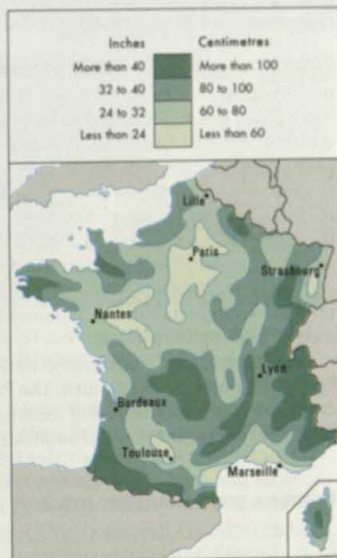 Inches Centimetres
More than 40 More than 100
32 to 40 80 to 100
24 to 32 60 to 80
Less than 24 Less than 60
Lille
Paris
Strasbourg
Nantes
Lyon
Bordeaux
Toulouse
Marseille